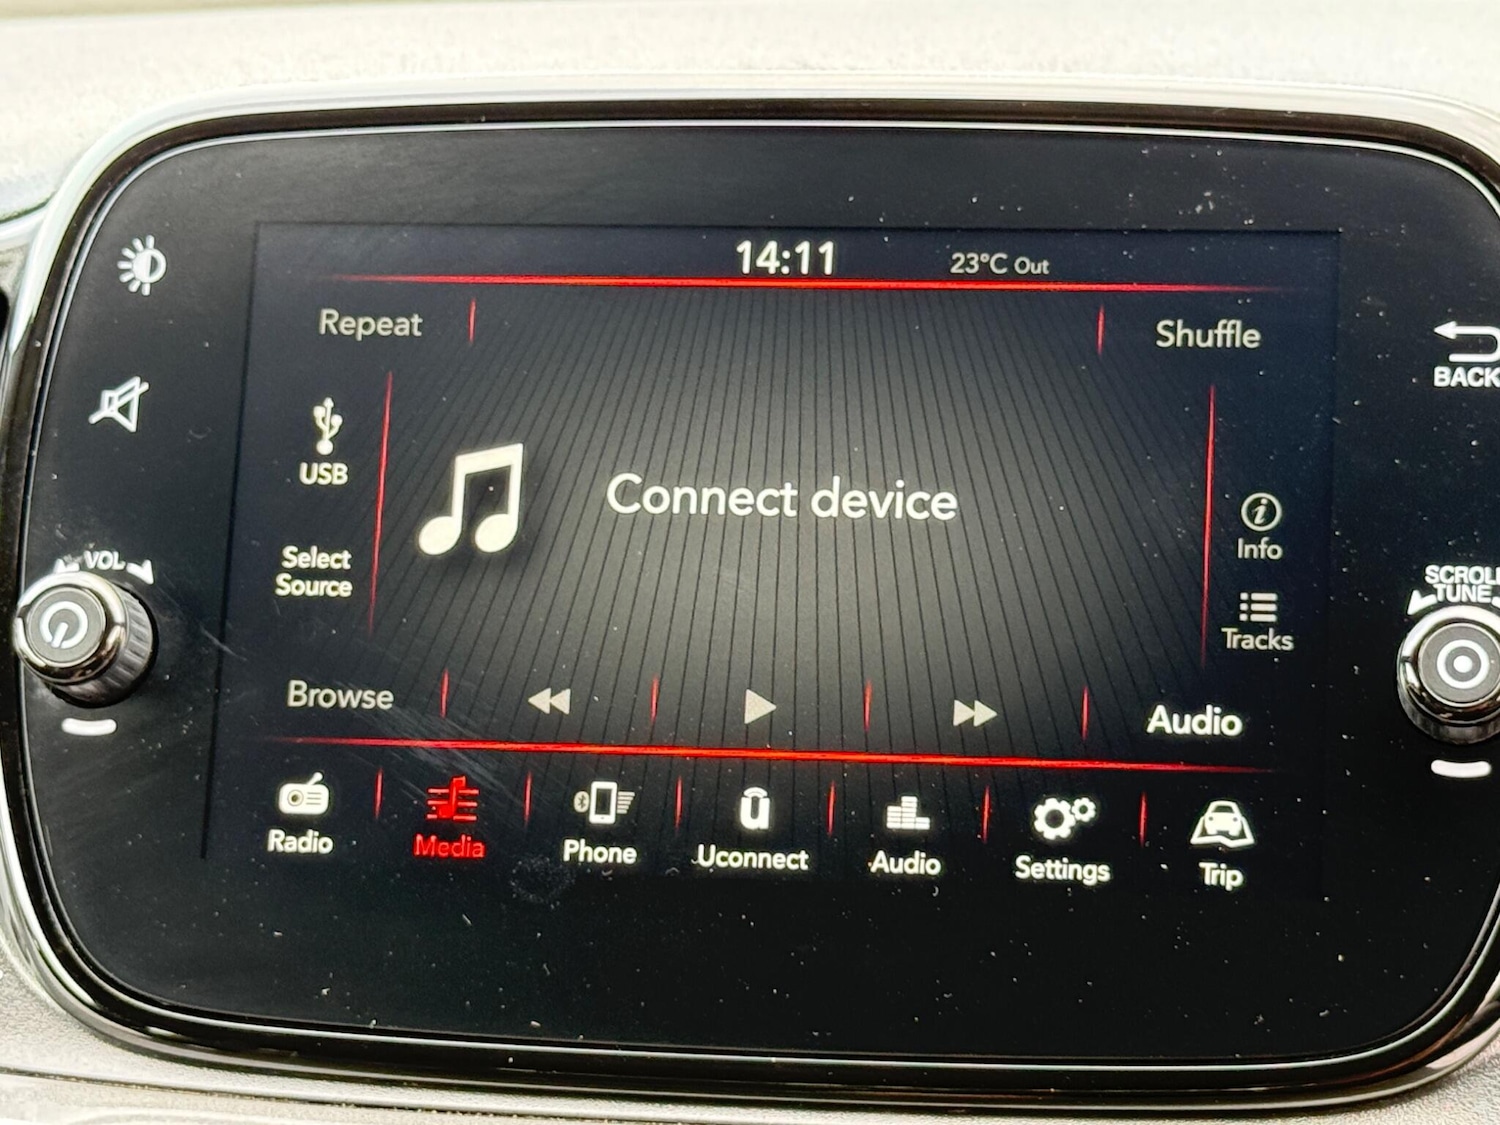 14:11 23°C Out
Repeat Shuffle
USB
Connect device
Info
Select
Source
Tracks
Browse Audio
Radio Media Phone Uconnect Audio Settings Trip
VOL
BACK
SCROLL
TUNE